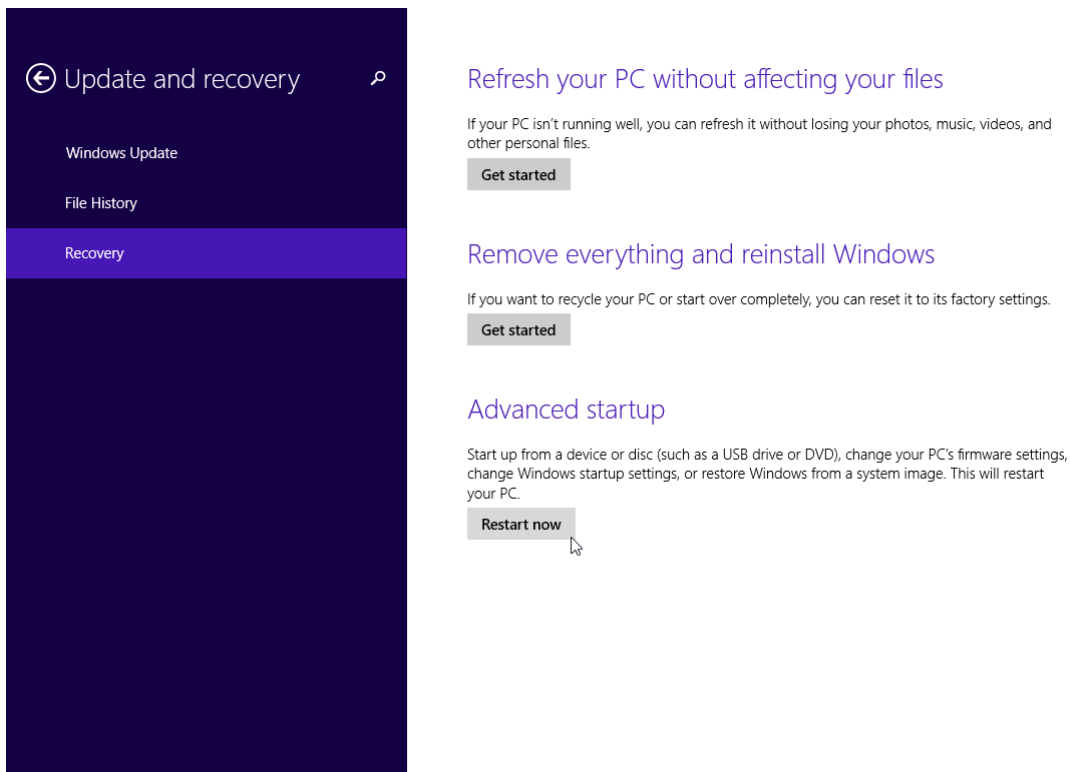 Update and recovery
Windows Update
File History
Recovery
Refresh your PC without affecting your files
If your PC isn’t running well, you can refresh it without losing your photos, music, videos, and
other personal files.
Get started
Remove everything and reinstall Windows
If you want to recycle your PC or start over completely, you can reset it to its factory settings.
Get started
Advanced startup
Start up from a device or disc (such as a USB drive or DVD), change your PC’s firmware settings,
change Windows startup settings, or restore Windows from a system image. This will restart
your PC.
Restart now